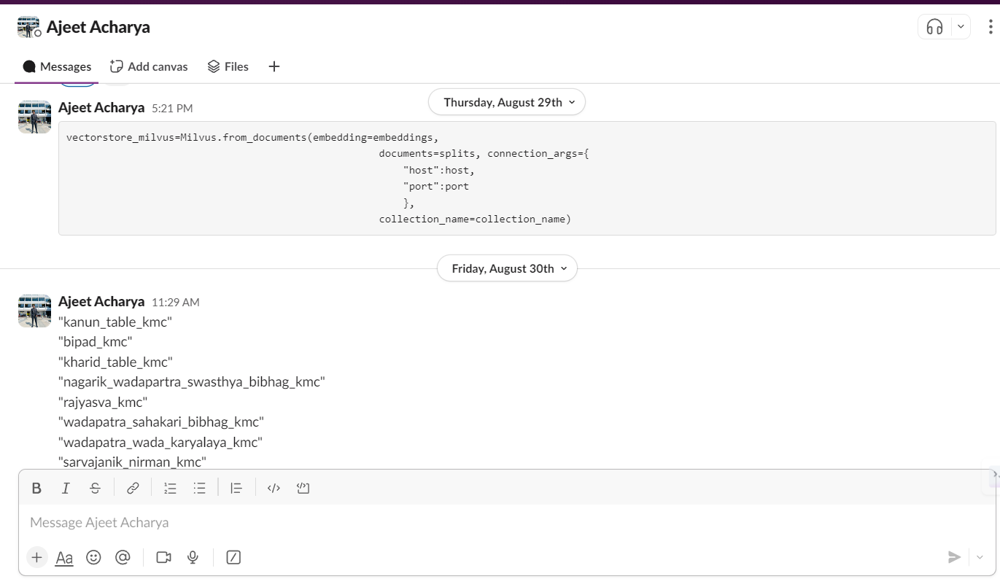 Ajeet Acharya
Messages Add canvas Files
Thursday, August 29th
Ajeet Acharya 5:21 PM
vectorstore_milvus=Milvus.from_documents(embedding=embeddings,
documents=splits, connection_args={
"host":host,
"port":port
},
collection_name=collection_name)
Friday, August 30th
Ajeet Acharya 11:29 AM
"kanun_table_kmc"
"bipad_kmc"
"kharid_table_kmc"
"nagarik_wadapartra_swasthya_bibhag_kmc"
"rajyasva_kmc"
"wadapatra_sahakari_bibhag_kmc"
"wadapatra_wada_karyalaya_kmc"
"sarvajanik_nirman_kmc"
Message Ajeet Acharya
Aa